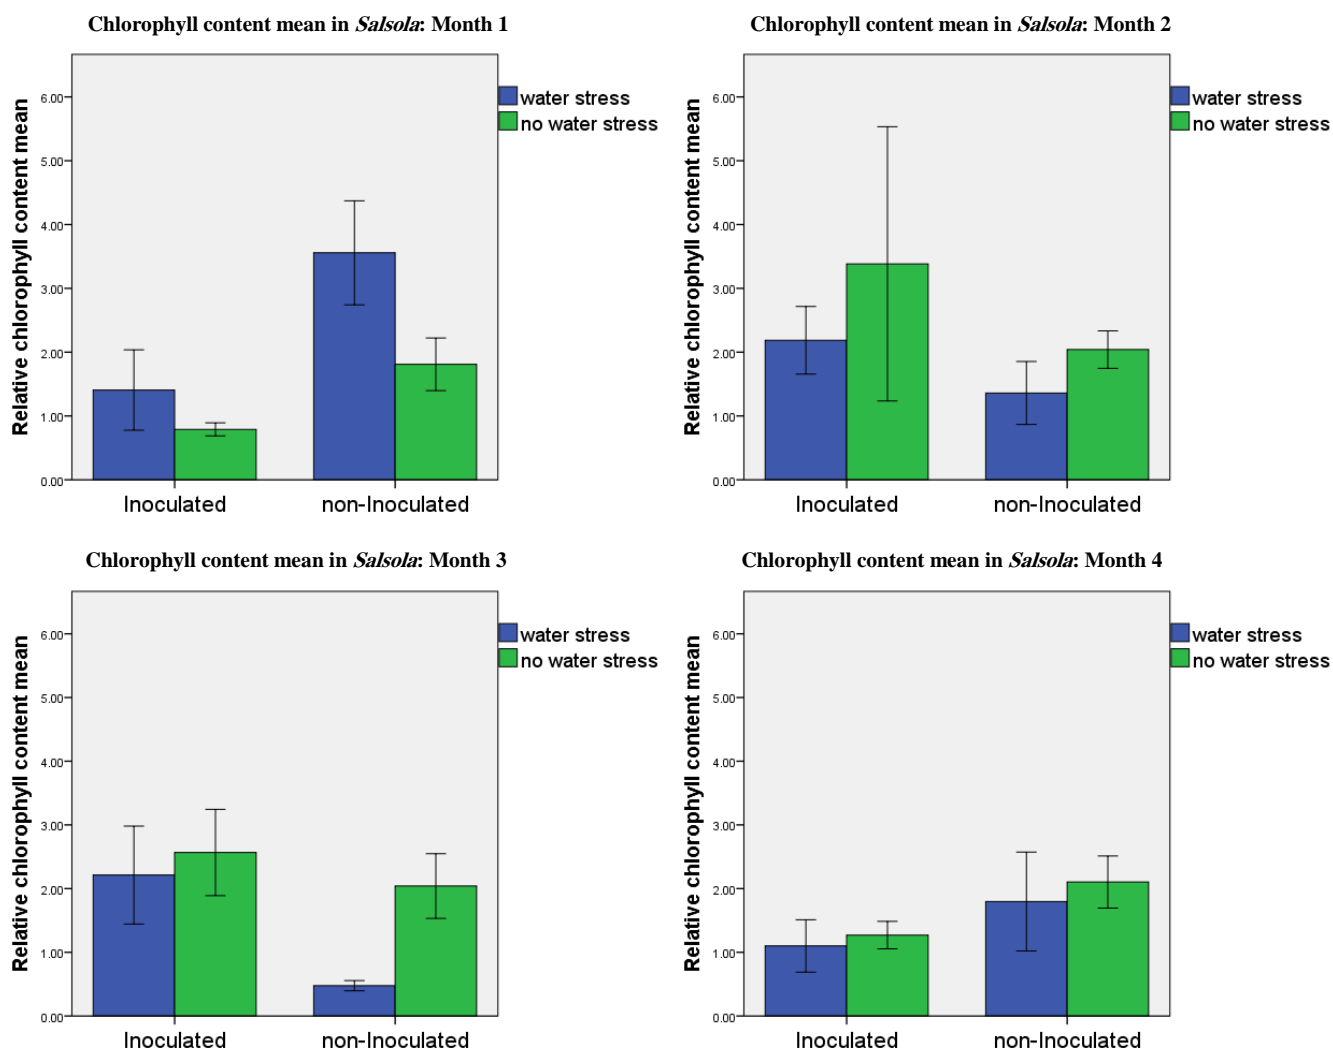 Chlorophyll content mean in Salsola: Month 1
Relative chlorophyll content mean
6.00
5.00
4.00
3.00
2.00
1.00
0.00
Inoculated
non-Inoculated
water stress
no water stress
Chlorophyll content mean in Salsola: Month 2
Relative chlorophyll content mean
6.00
5.00
4.00
3.00
2.00
1.00
0.00
Inoculated
non-Inoculated
water stress
no water stress
Chlorophyll content mean in Salsola: Month 3
Relative chlorophyll content mean
6.00
5.00
4.00
3.00
2.00
1.00
0.00
Inoculated
non-Inoculated
water stress
no water stress
Chlorophyll content mean in Salsola: Month 4
Relative chlorophyll content mean
6.00
5.00
4.00
3.00
2.00
1.00
0.00
Inoculated
non-Inoculated
water stress
no water stress